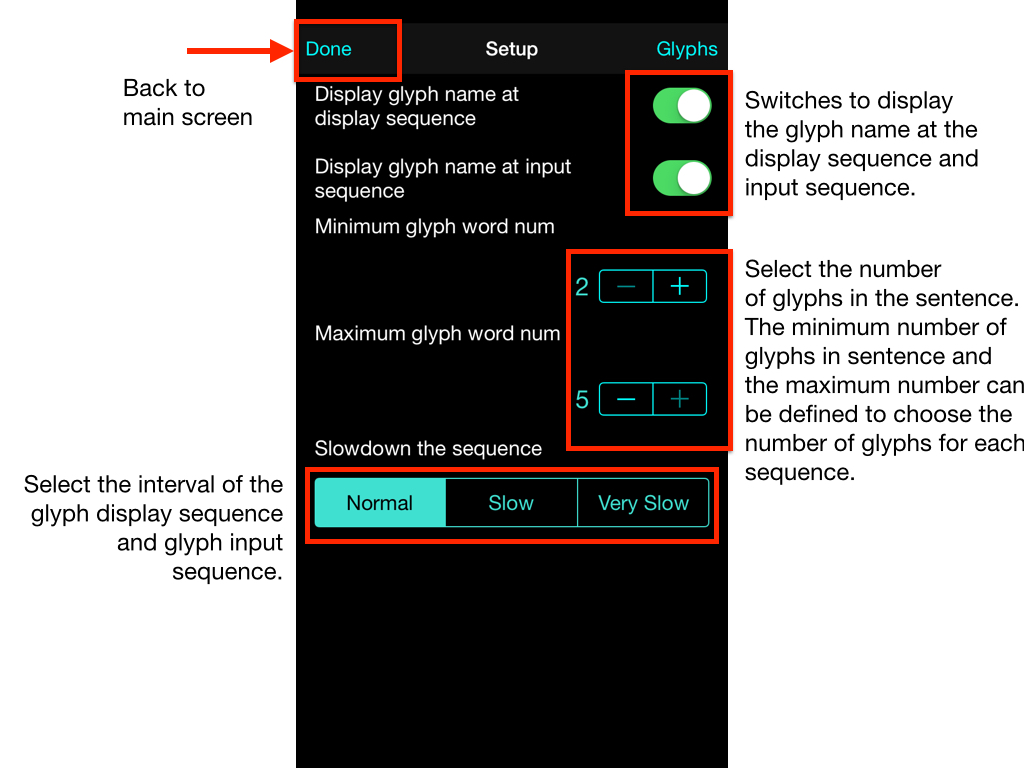 Done
Setup
Glyphs
Back to
main screen
Display glyph name at
display sequence
Display glyph name at input
sequence
Switches to display
the glyph name at the
display sequence and
input sequence.
Minimum glyph word num
2 − +
Maximum glyph word num
5 − +
Select the number
of glyphs in the sentence.
The minimum number of
glyphs in sentence and
the maximum number can
be defined to choose the
number of glyphs for each
sequence.
Slowdown the sequence
Normal
Slow
Very Slow
Select the interval of the
glyph display sequence
and glyph input
sequence.